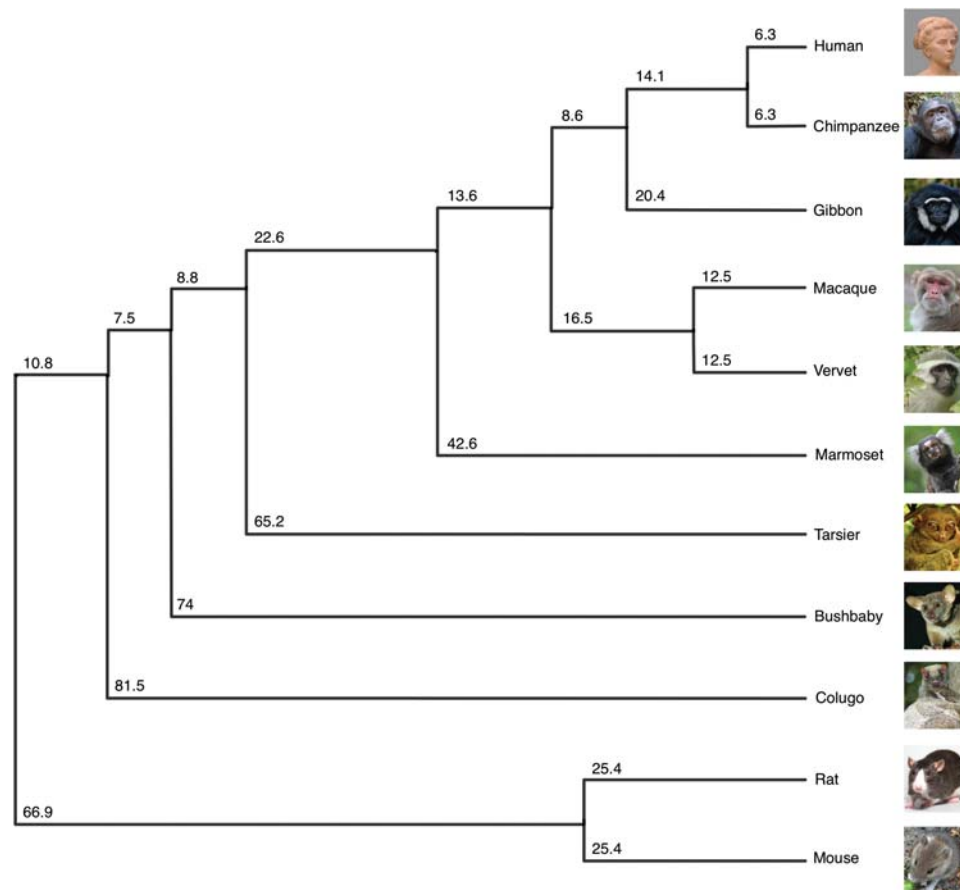 6.3
Human
14.1
8.6
6.3
Chimpanzee
13.6
20.4
Gibbon
22.6
8.8
12.5
Macaque
7.5
16.5
10.8
12.5
Vervet
42.6
Marmoset
65.2
Tarsier
74
Bushbaby
81.5
Colugo
25.4
Rat
66.9
25.4
Mouse